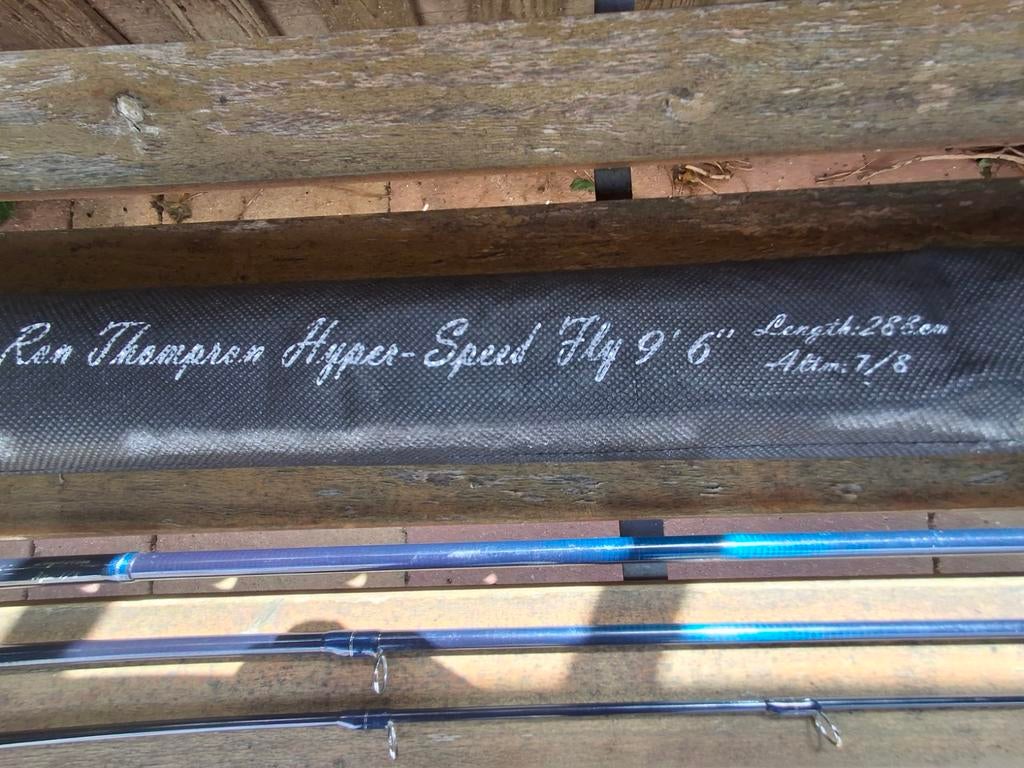 Ron Thompson Hyper-Speed Fly 9' 6"
Length: 288cm
Aftm: 7/8